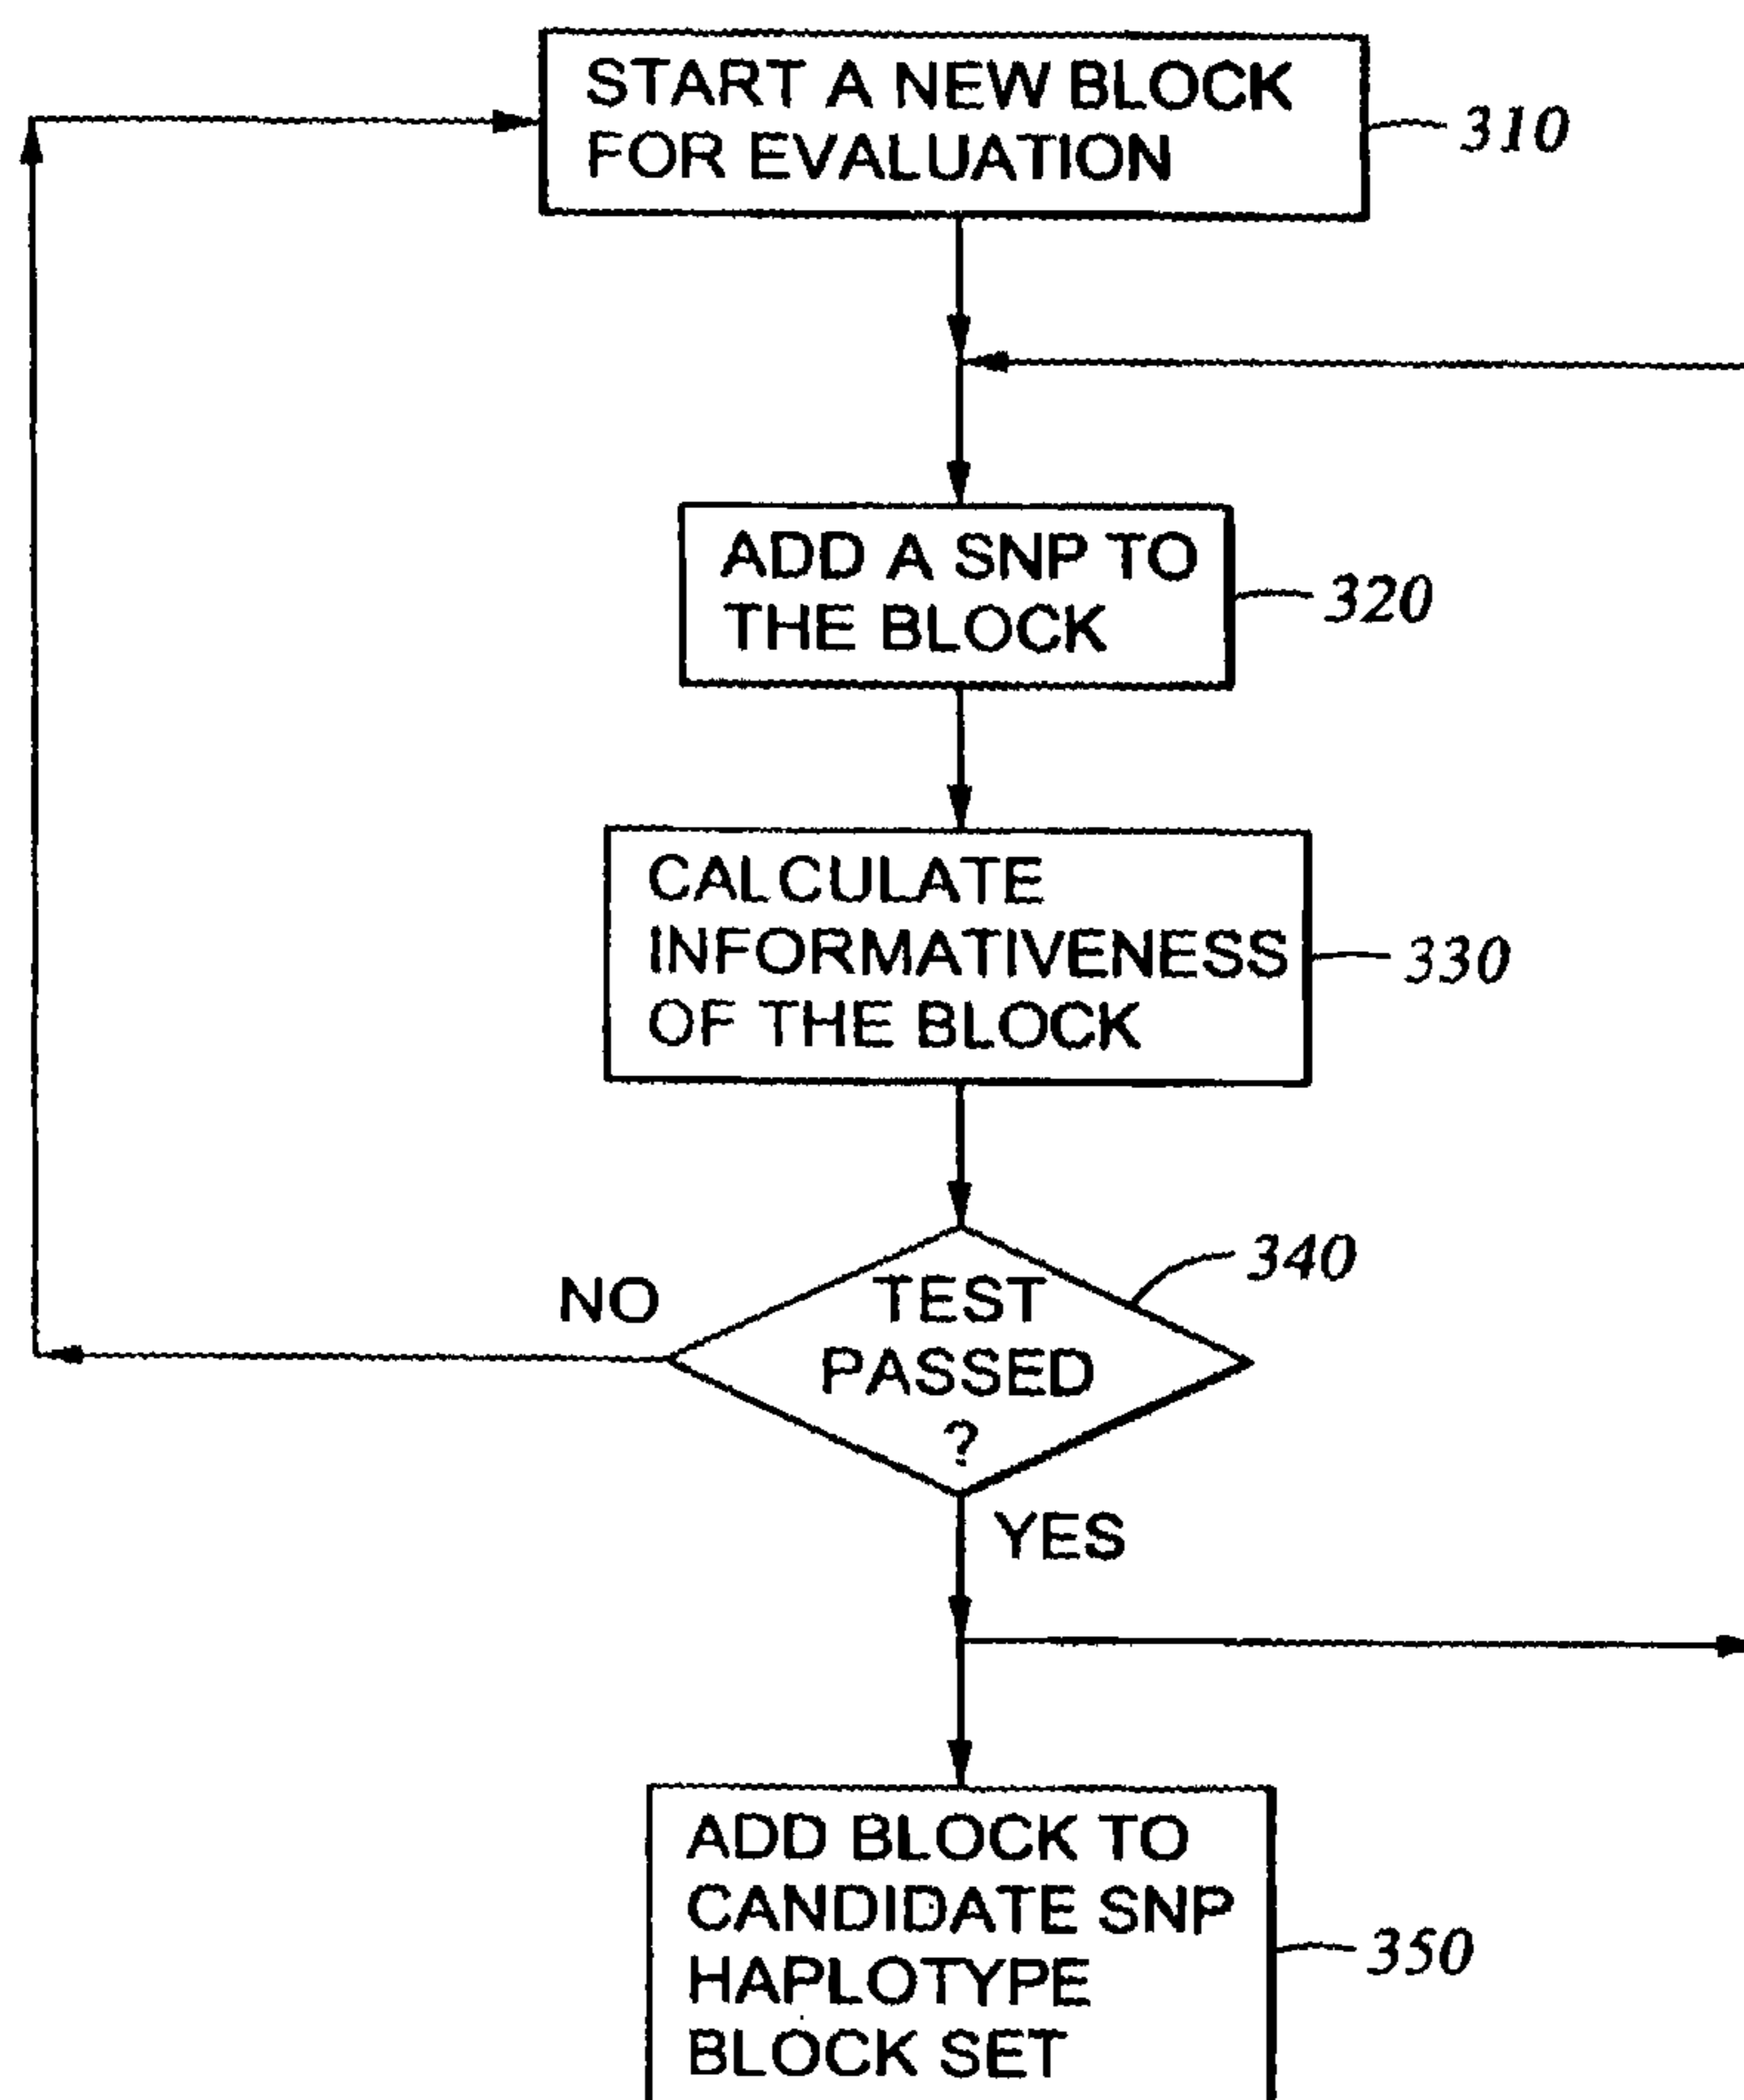 START A NEW BLOCK
FOR EVALUATION
310
ADD A SNP TO
THE BLOCK
320
CALCULATE
INFORMATIVENESS
OF THE BLOCK
330
340
NO
TEST
PASSED
?
YES
ADD BLOCK TO
CANDIDATE SNP
HAPLOTYPE
BLOCK SET
350